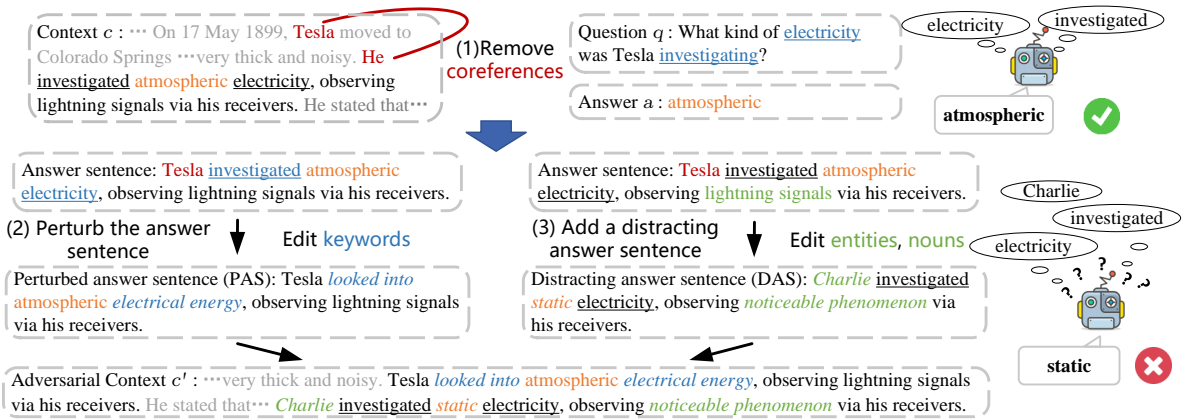 Context c : ··· On 17 May 1899, Tesla moved to
Colorado Springs ···very thick and noisy. He
investigated atmospheric electricity, observing
lightning signals via his receivers. He stated that···
(1)Remove
coreferences
Question q : What kind of electricity
was Tesla investigating?
Answer a : atmospheric
electricity
investigated
atmospheric
Answer sentence: Tesla investigated atmospheric
electricity, observing lightning signals via his receivers.
Answer sentence: Tesla investigated atmospheric
electricity, observing lightning signals via his receivers.
(2) Perturb the answer
sentence
Edit keywords
(3) Add a distracting
answer sentence
Edit entities, nouns
Charlie
investigated
electricity
? ? ? ? ?
Perturbed answer sentence (PAS): Tesla looked into
atmospheric electrical energy, observing lightning signals
via his receivers.
Distracting answer sentence (DAS): Charlie investigated
static electricity, observing noticeable phenomenon via
his receivers.
static
Adversarial Context c′ : ···very thick and noisy. Tesla looked into atmospheric electrical energy, observing lightning signals
via his receivers. He stated that··· Charlie investigated static electricity, observing noticeable phenomenon via his receivers.